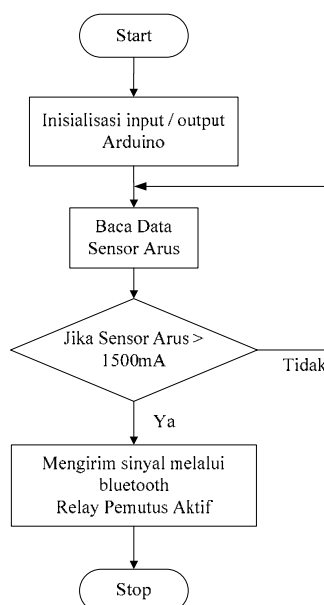 Start
Inisialisasi input / output
Arduino
Baca Data
Sensor Arus
Jika Sensor Arus >
1500mA
Tidak
Ya
Mengirim sinyal melalui
bluetooth
Relay Pemutus Aktif
Stop